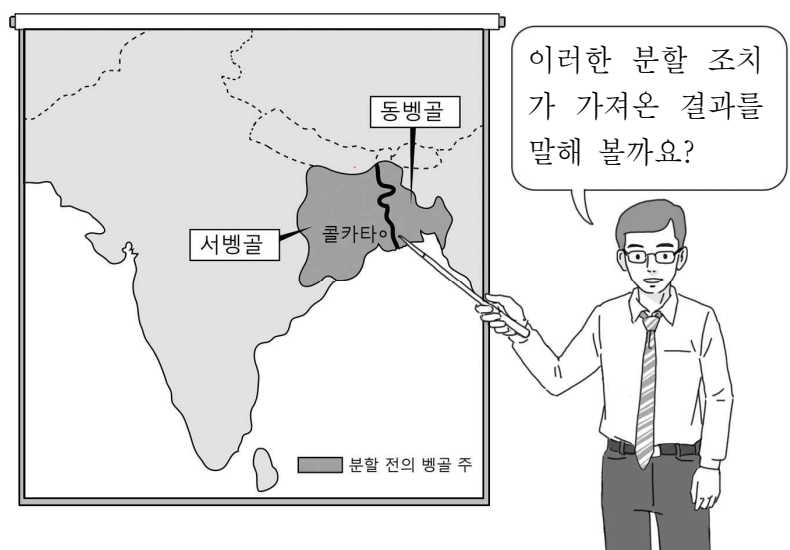 이러한 분할 조치
가 가져온 결과를
말해 볼까요?
동벵골
서벵골
콜카타
분할 전의 벵골 주